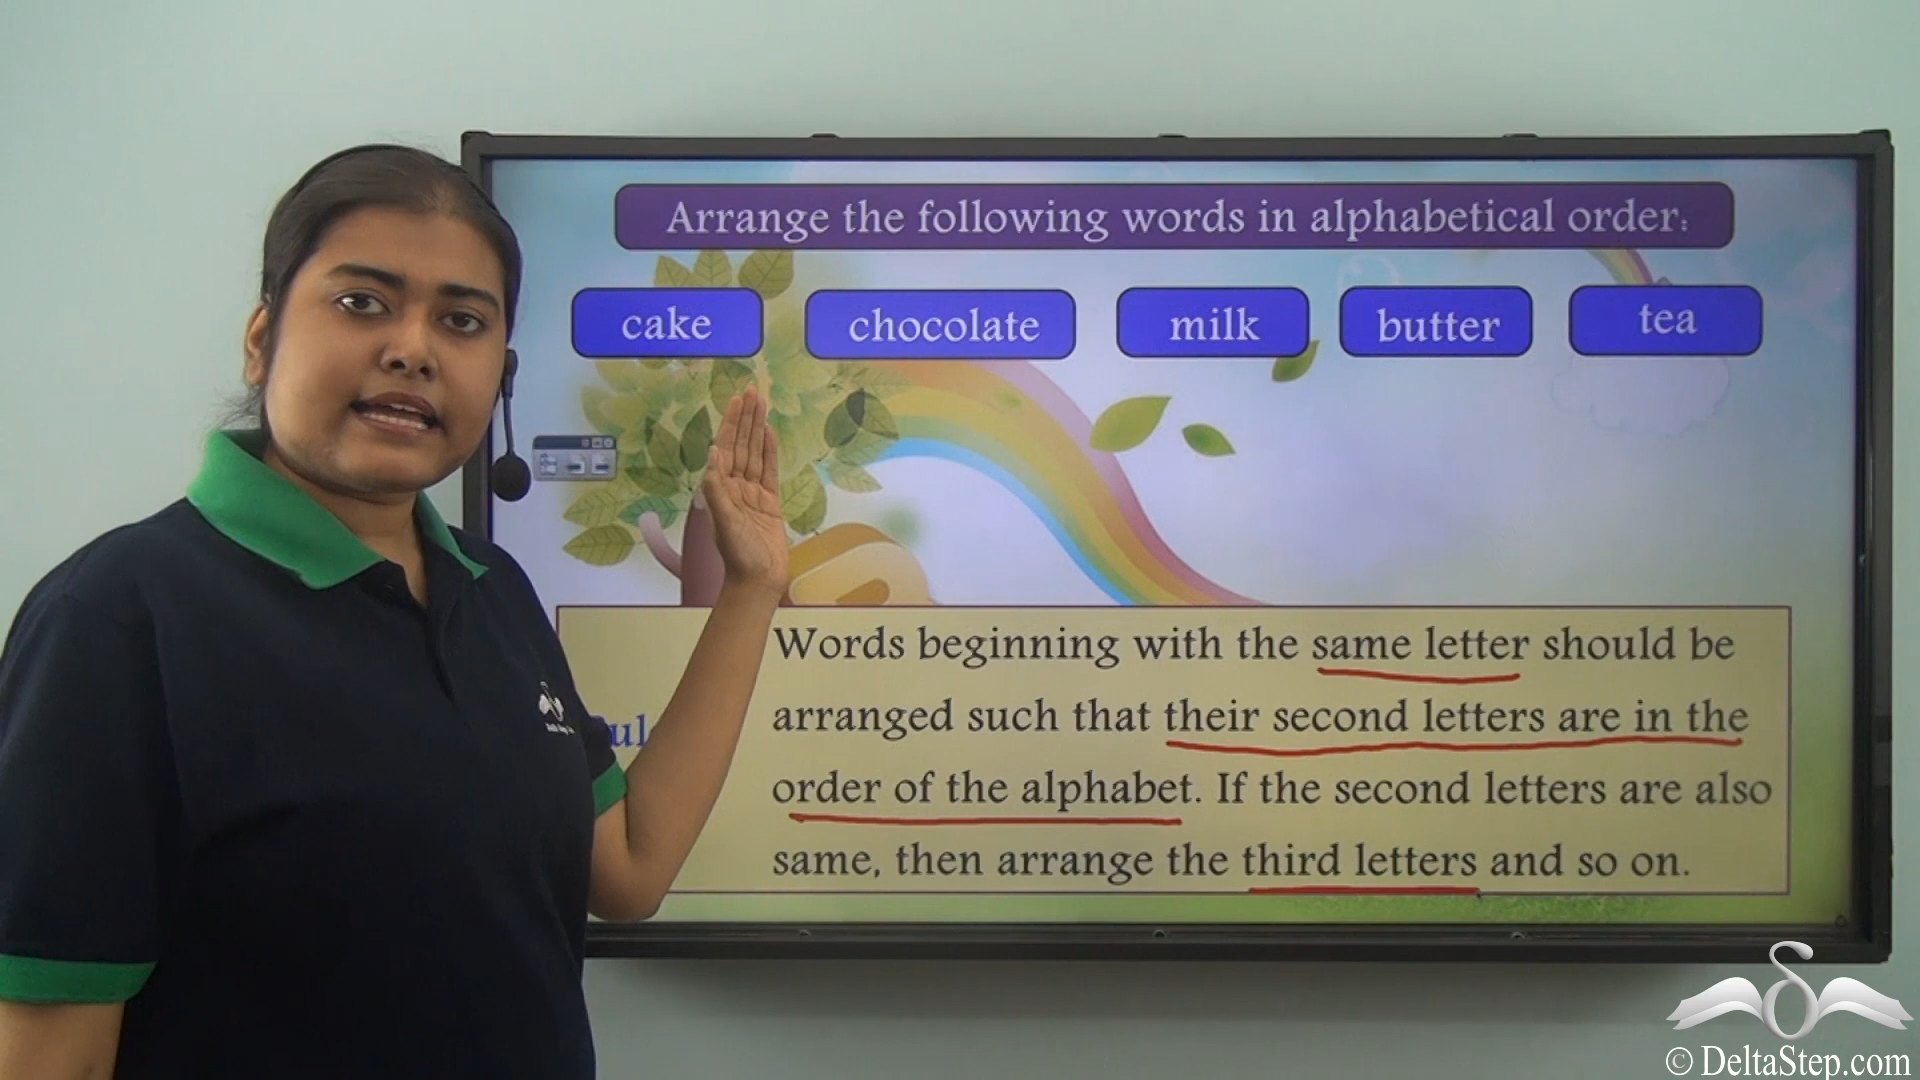 Arrange the following words in alphabetical order:
cake chocolate milk butter tea
Words beginning with the same letter should be
arranged such that their second letters are in the
order of the alphabet. If the second letters are also
same, then arrange the third letters and so on.
© DeltaStep.com